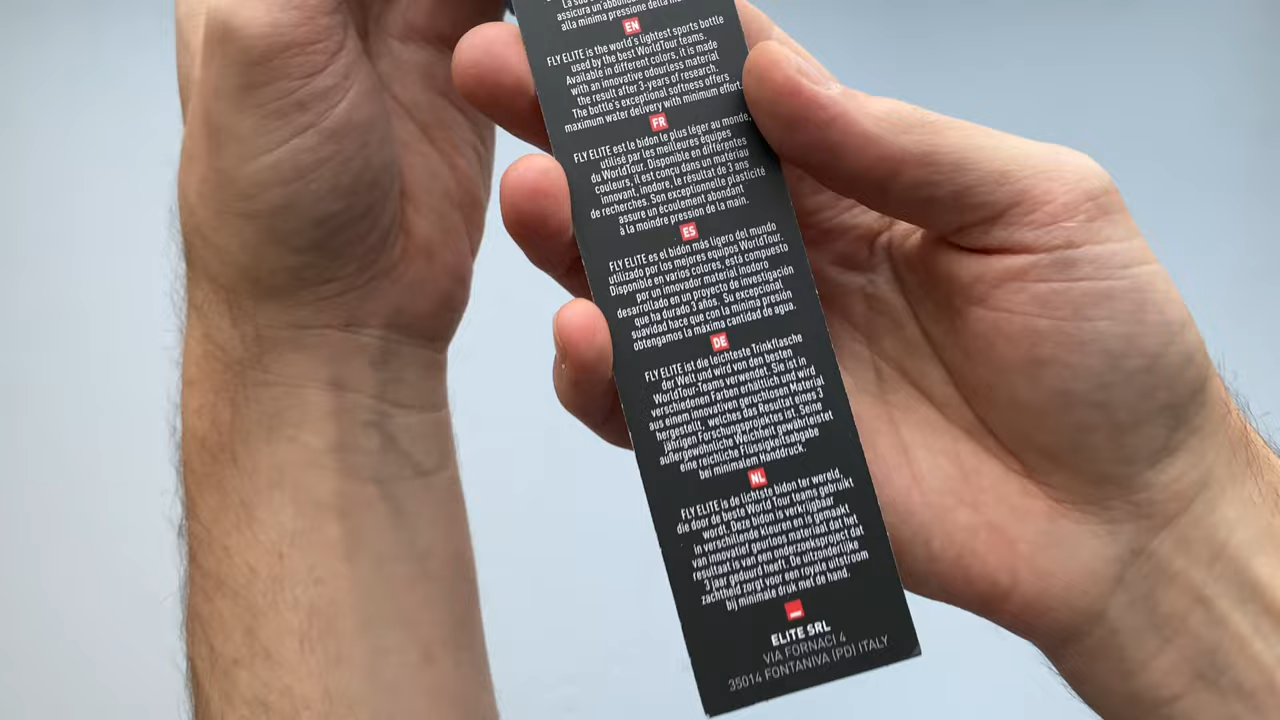 La sua
assicura un'abbond
alla minima pressione della
EN
FLY ELITE is the world's lightest sports bottle
used by the best WorldTour teams.
Available in different colors, it is made
with an innovative odourless material
the result after 3-years of research.
The bottle's exceptional softness offers
maximum water delivery with minimum effort.
FR
FLY ELITE est le bidon le plus léger au monde,
utilisé par les meilleures équipes
du WorldTour. Disponible en différentes
couleurs, il est conçu dans un matériau
innovant, inodore, le résultat de 3 ans
de recherches. Son exceptionnelle plasticité
assure un écoulement abondant
à la moindre pression de la main.
ES
FLY ELITE es el bidón más ligero del mundo
utilizado por los mejores equipos WorldTour.
Disponible en varios colores, está compuesto
por un innovador material inodoro
desarrollado en un proyecto de investigación
que ha durado 3 años. Su excepcional
suavidad hace que con la mínima presión
obtengamos la máxima cantidad de agua.
DE
FLY ELITE ist die leichteste Trinkflasche
der Welt und wird von den besten
WorldTour-Teams verwendet. Sie ist in
verschiedenen Farben erhältlich und wird
aus einem innovativen geruchlosen Material
hergestellt, welches das Resultat eines 3
jährigen Forschungsprojektes ist. Seine
außergewöhnliche Weichheit gewährleistet
eine reichliche Flüssigkeitsabgabe
bei minimalem Handdruck.
NL
FLY ELITE is de lichtste bidon ter wereld,
die door de beste World Tour teams gebruikt
wordt. Deze bidon is verkrijgbaar
in verschillende kleuren en is gemaakt
van innovatief geurloos materiaal dat het
resultaat is van een onderzoeksproject dat
3 jaar geduurd heeft. De uitzonderlijke
zachtheid zorgt voor een royale uitstroom
bij minimale druk met de hand.
ELITE SRL
VIA FORNACI 4
35014 FONTANIVA (PD) ITALY